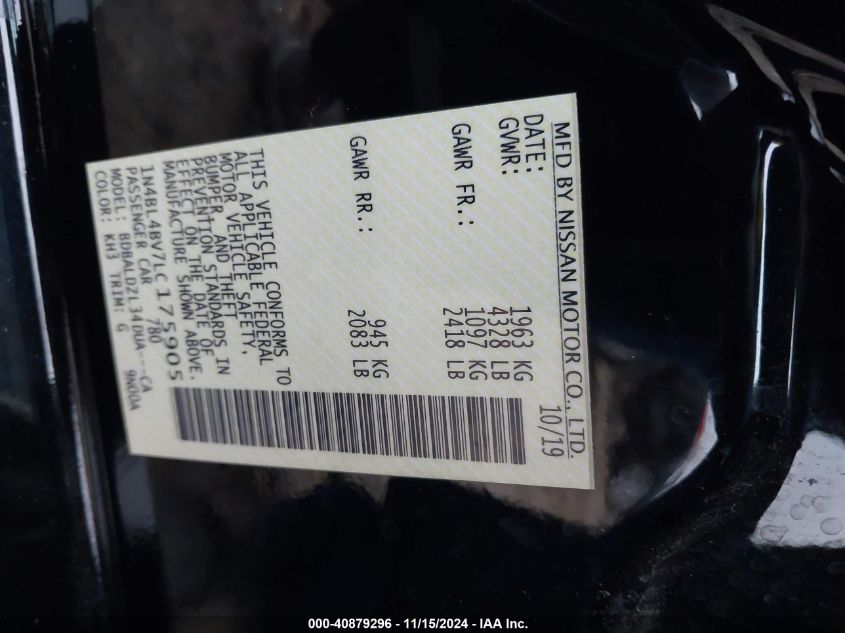 MFD BY NISSAN MOTOR CO., LTD.
DATE: 10/19
GVWR: 1963 KG
4328 LB
GAWR FR.: 1097 KG
2418 LB
GAWR RR.: 945 KG
2083 LB
THIS VEHICLE CONFORMS TO
ALL APPLICABLE FEDERAL
MOTOR VEHICLE SAFETY,
BUMPER, AND THEFT
PREVENTION STANDARDS IN
EFFECT ON THE DATE OF
MANUFACTURE SHOWN ABOVE.
1N4BL4BV7LC175905
PASSENGER CAR 780 9N00A
MODEL: BDBALDZL34DUA---CA
COLOR: KH3 TRIM: G
000-40879296 - 11/15/2024 - IAA Inc.